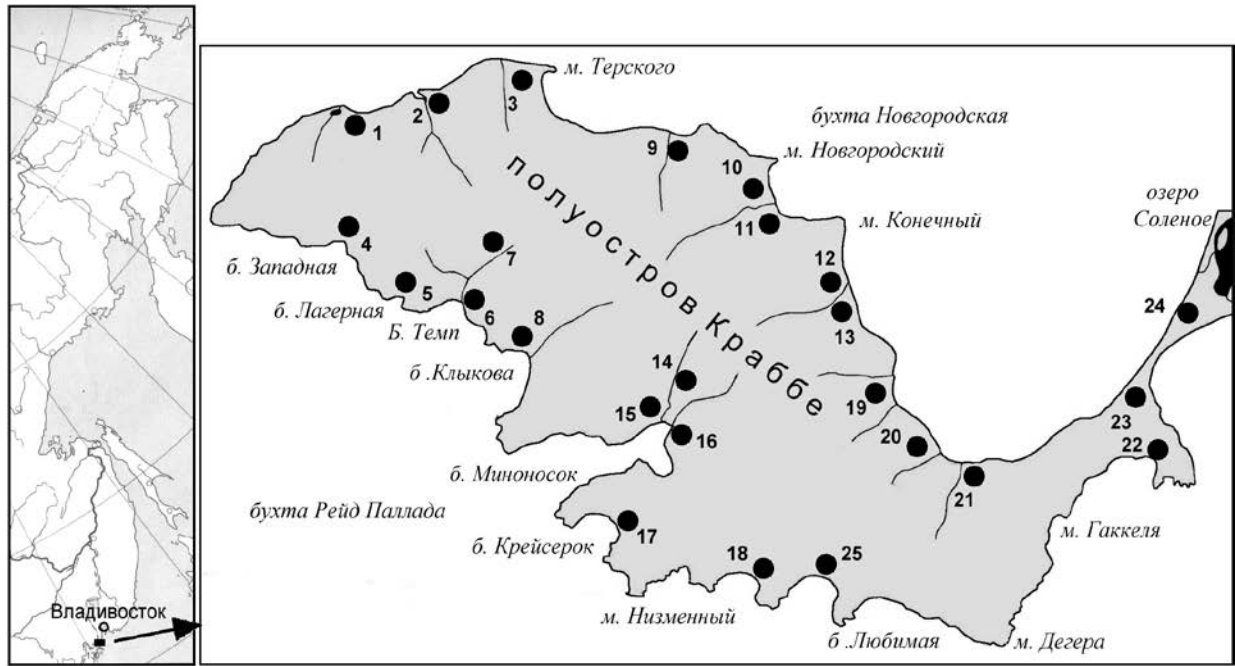 Владивосток
м. Терского
бухта Новгородская
м. Новгородский
м. Конечный
озеро
Соленое
полуостров Краббе
б. Западная
б. Лагерная
Б. Темп
б .Клыкова
б. Миноносок
бухта Рейд Паллада
б. Крейсерок
м. Низменный
б .Любимая
м. Дегера
м. Гаккеля
1
2
3
4
5
6
7
8
9
10
11
12
13
14
15
16
17
18
19
20
21
22
23
24
25